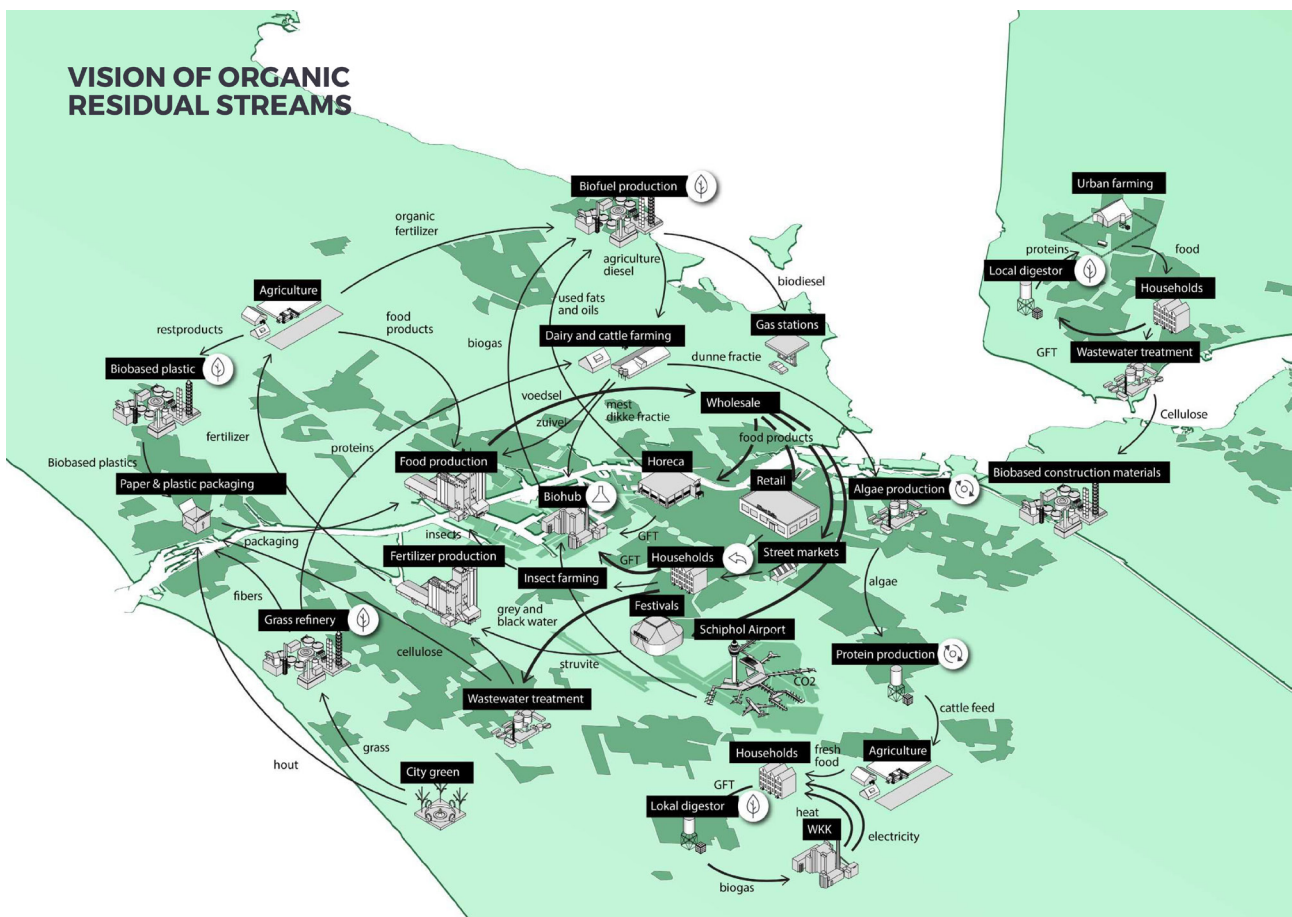 VISION OF ORGANIC
RESIDUAL STREAMS
Biofuel production
Urban farming
organic
fertilizer
proteins
food
agriculture
diesel
Local digestor
Households
Agriculture
biodiesel
used fats
and oils
restproducts
food
products
Gas stations
GFT
Wastewater treatment
Dairy and cattle farming
biogas
dunne fractie
Biobased plastic
Cellulose
voedsel
Wholesale
mest
dikke fractie
zuivel
fertilizer
food products
proteins
Biobased plastics
Food production
Horeca
Biobased construction materials
Retail
Paper & plastic packaging
Algae production
Biohub
insects
GFT
packaging
Fertilizer production
GFT
Households
Street markets
Insect farming
algae
fibers
Festivals
grey and
black water
Grass refinery
Schiphol Airport
Protein production
cellulose
struvite
CO2
Wastewater treatment
cattle feed
grass
Households
fresh
food
Agriculture
hout
City green
GFT
Lokal digestor
heat
WKK
electricity
biogas